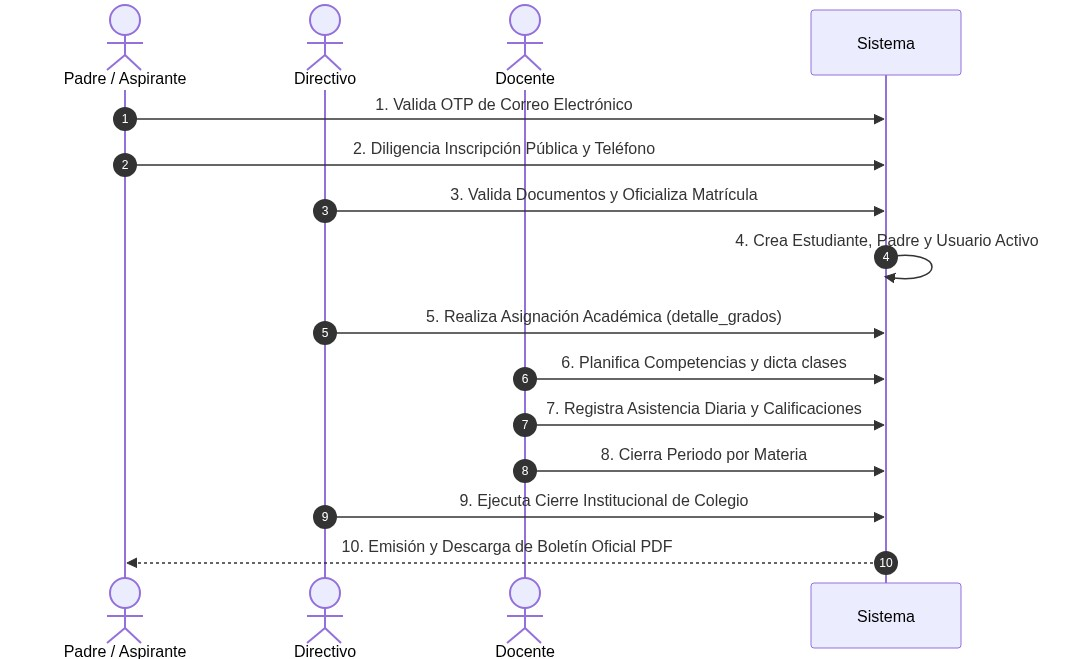 Padre / Aspirante
Directivo
Docente
Sistema
1. Valida OTP de Correo Electrónico
1
2. Diligencia Inscripción Pública y Teléfono
2
3. Valida Documentos y Oficializa Matrícula
3
4. Crea Estudiante, Padre y Usuario Activo
4
5. Realiza Asignación Académica (detalle_grados)
5
6. Planifica Competencias y dicta clases
6
7. Registra Asistencia Diaria y Calificaciones
7
8. Cierra Periodo por Materia
8
9. Ejecuta Cierre Institucional de Colegio
9
10. Emisión y Descarga de Boletín Oficial PDF
10
Padre / Aspirante
Directivo
Docente
Sistema